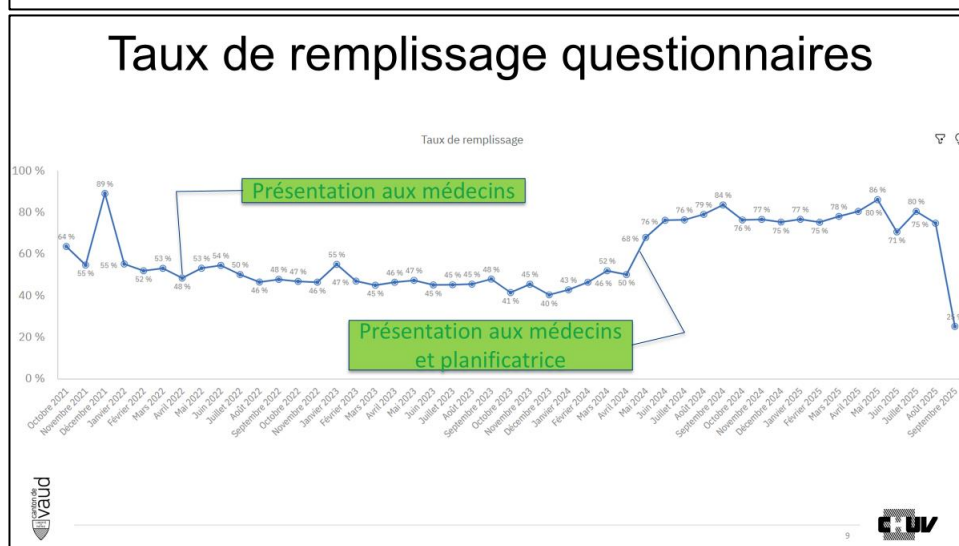 Taux de remplissage questionnaires
Taux de remplissage
100 %
80 %
60 %
40 %
20 %
0 %
64 %
55 %
89 %
55 %
52 %
53 %
48 %
53 %
54 %
50 %
46 %
48 %
47 %
46 %
55 %
47 %
45 %
46 %
47 %
45 %
45 %
45 %
48 %
41 %
45 %
40 %
43 %
46 %
52 %
50 %
68 %
76 %
76 %
79 %
84 %
76 %
77 %
75 %
77 %
75 %
78 %
80 %
86 %
71 %
80 %
75 %
Présentation aux médecins
Présentation aux médecins
et planificatrice
Octobre 2021
Novembre 2021
Décembre 2021
Janvier 2022
Février 2022
Mars 2022
Avril 2022
Mai 2022
Juin 2022
Juillet 2022
Août 2022
Septembre 2022
Octobre 2022
Novembre 2022
Janvier 2023
Février 2023
Mars 2023
Avril 2023
Mai 2023
Juin 2023
Juillet 2023
Août 2023
Septembre 2023
Octobre 2023
Novembre 2023
Décembre 2023
Janvier 2024
Février 2024
Mars 2024
Avril 2024
Mai 2024
Juin 2024
Juillet 2024
Août 2024
Septembre 2024
Octobre 2024
Novembre 2024
Décembre 2024
Janvier 2025
Février 2025
Mars 2025
Avril 2025
Mai 2025
Juin 2025
Juillet 2025
Août 2025
Septembre 2025
canton de
vaud
9
CHUV